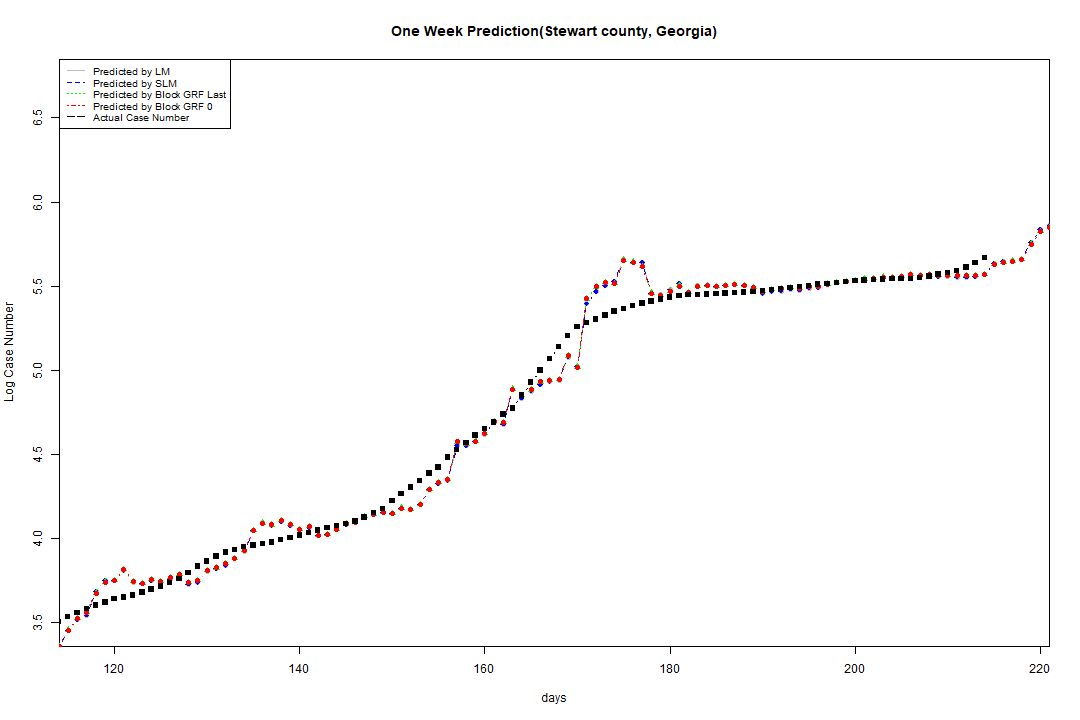 One Week Prediction(Stewart county, Georgia)
Predicted by LM
Predicted by SLM
Predicted by Block GRF Last
Predicted by Block GRF 0
Actual Case Number
6.5
6.0
5.5
5.0
4.5
4.0
3.5
Log Case Number
120 140 160 180 200 220
days